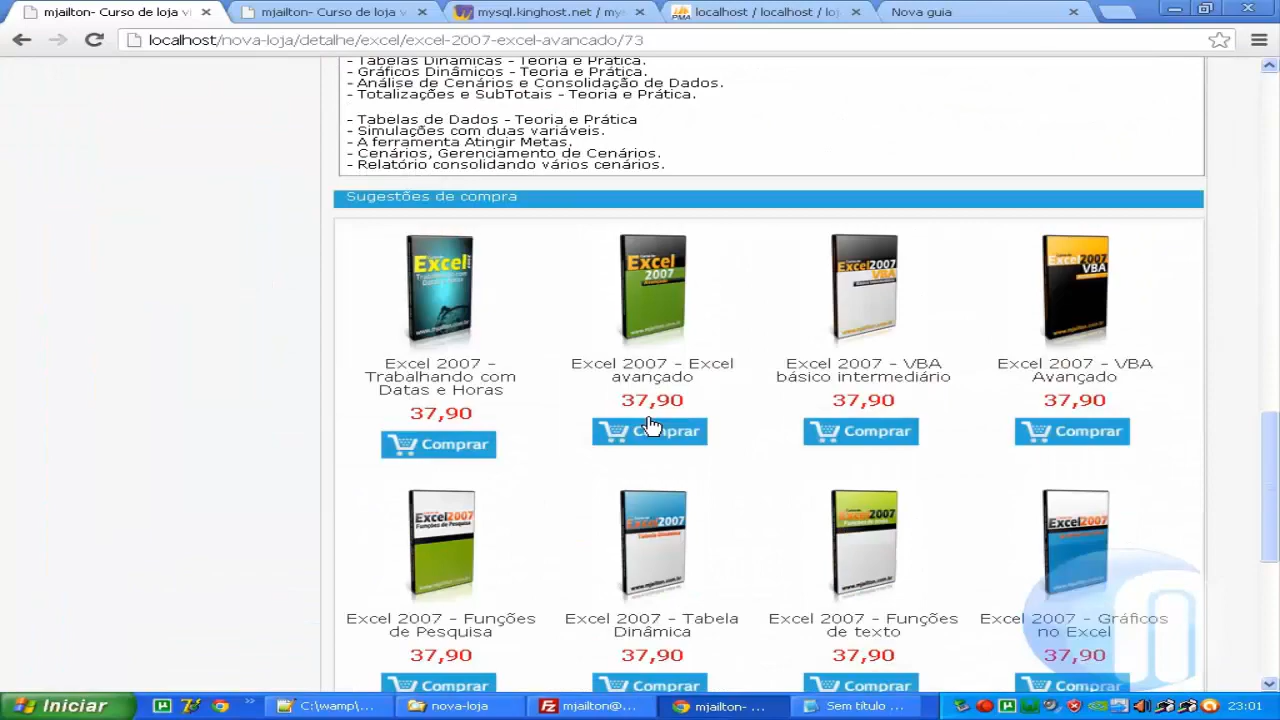 mjailton- Curso de loja vi
mjailton- Curso de loja v
mysql.kinghost.net / my
localhost / localhost / loj
Nova guia
localhost/nova-loja/detalhe/excel/excel-2007-excel-avancado/73
- Tabelas Dinâmicas - Teoria e Prática.
- Gráficos Dinâmicos - Teoria e Prática.
- Análise de Cenários e Consolidação de Dados.
- Totalizações e SubTotais - Teoria e Prática.
- Tabelas de Dados - Teoria e Prática
- Simulações com duas variáveis.
- A ferramenta Atingir Metas.
- Cenários, Gerenciamento de Cenários.
- Relatório consolidando vários cenários.
Sugestões de compra
Excel 2007 -
Trabalhando com
Datas e Horas
37,90
Comprar
Excel 2007 - Excel
avançado
37,90
Comprar
Excel 2007 - VBA
básico intermediário
37,90
Comprar
Excel 2007 - VBA
Avançado
37,90
Comprar
Excel 2007 - Funções
de Pesquisa
37,90
Comprar
Excel 2007 - Tabela
Dinâmica
37,90
Comprar
Excel 2007 - Funções
de texto
37,90
Comprar
Excel 2007 - Gráficos
no Excel
37,90
Comprar
Iniciar
C:\wamp\...
nova-loja
mjailton@...
mjailton- ...
Sem título ...
23:01